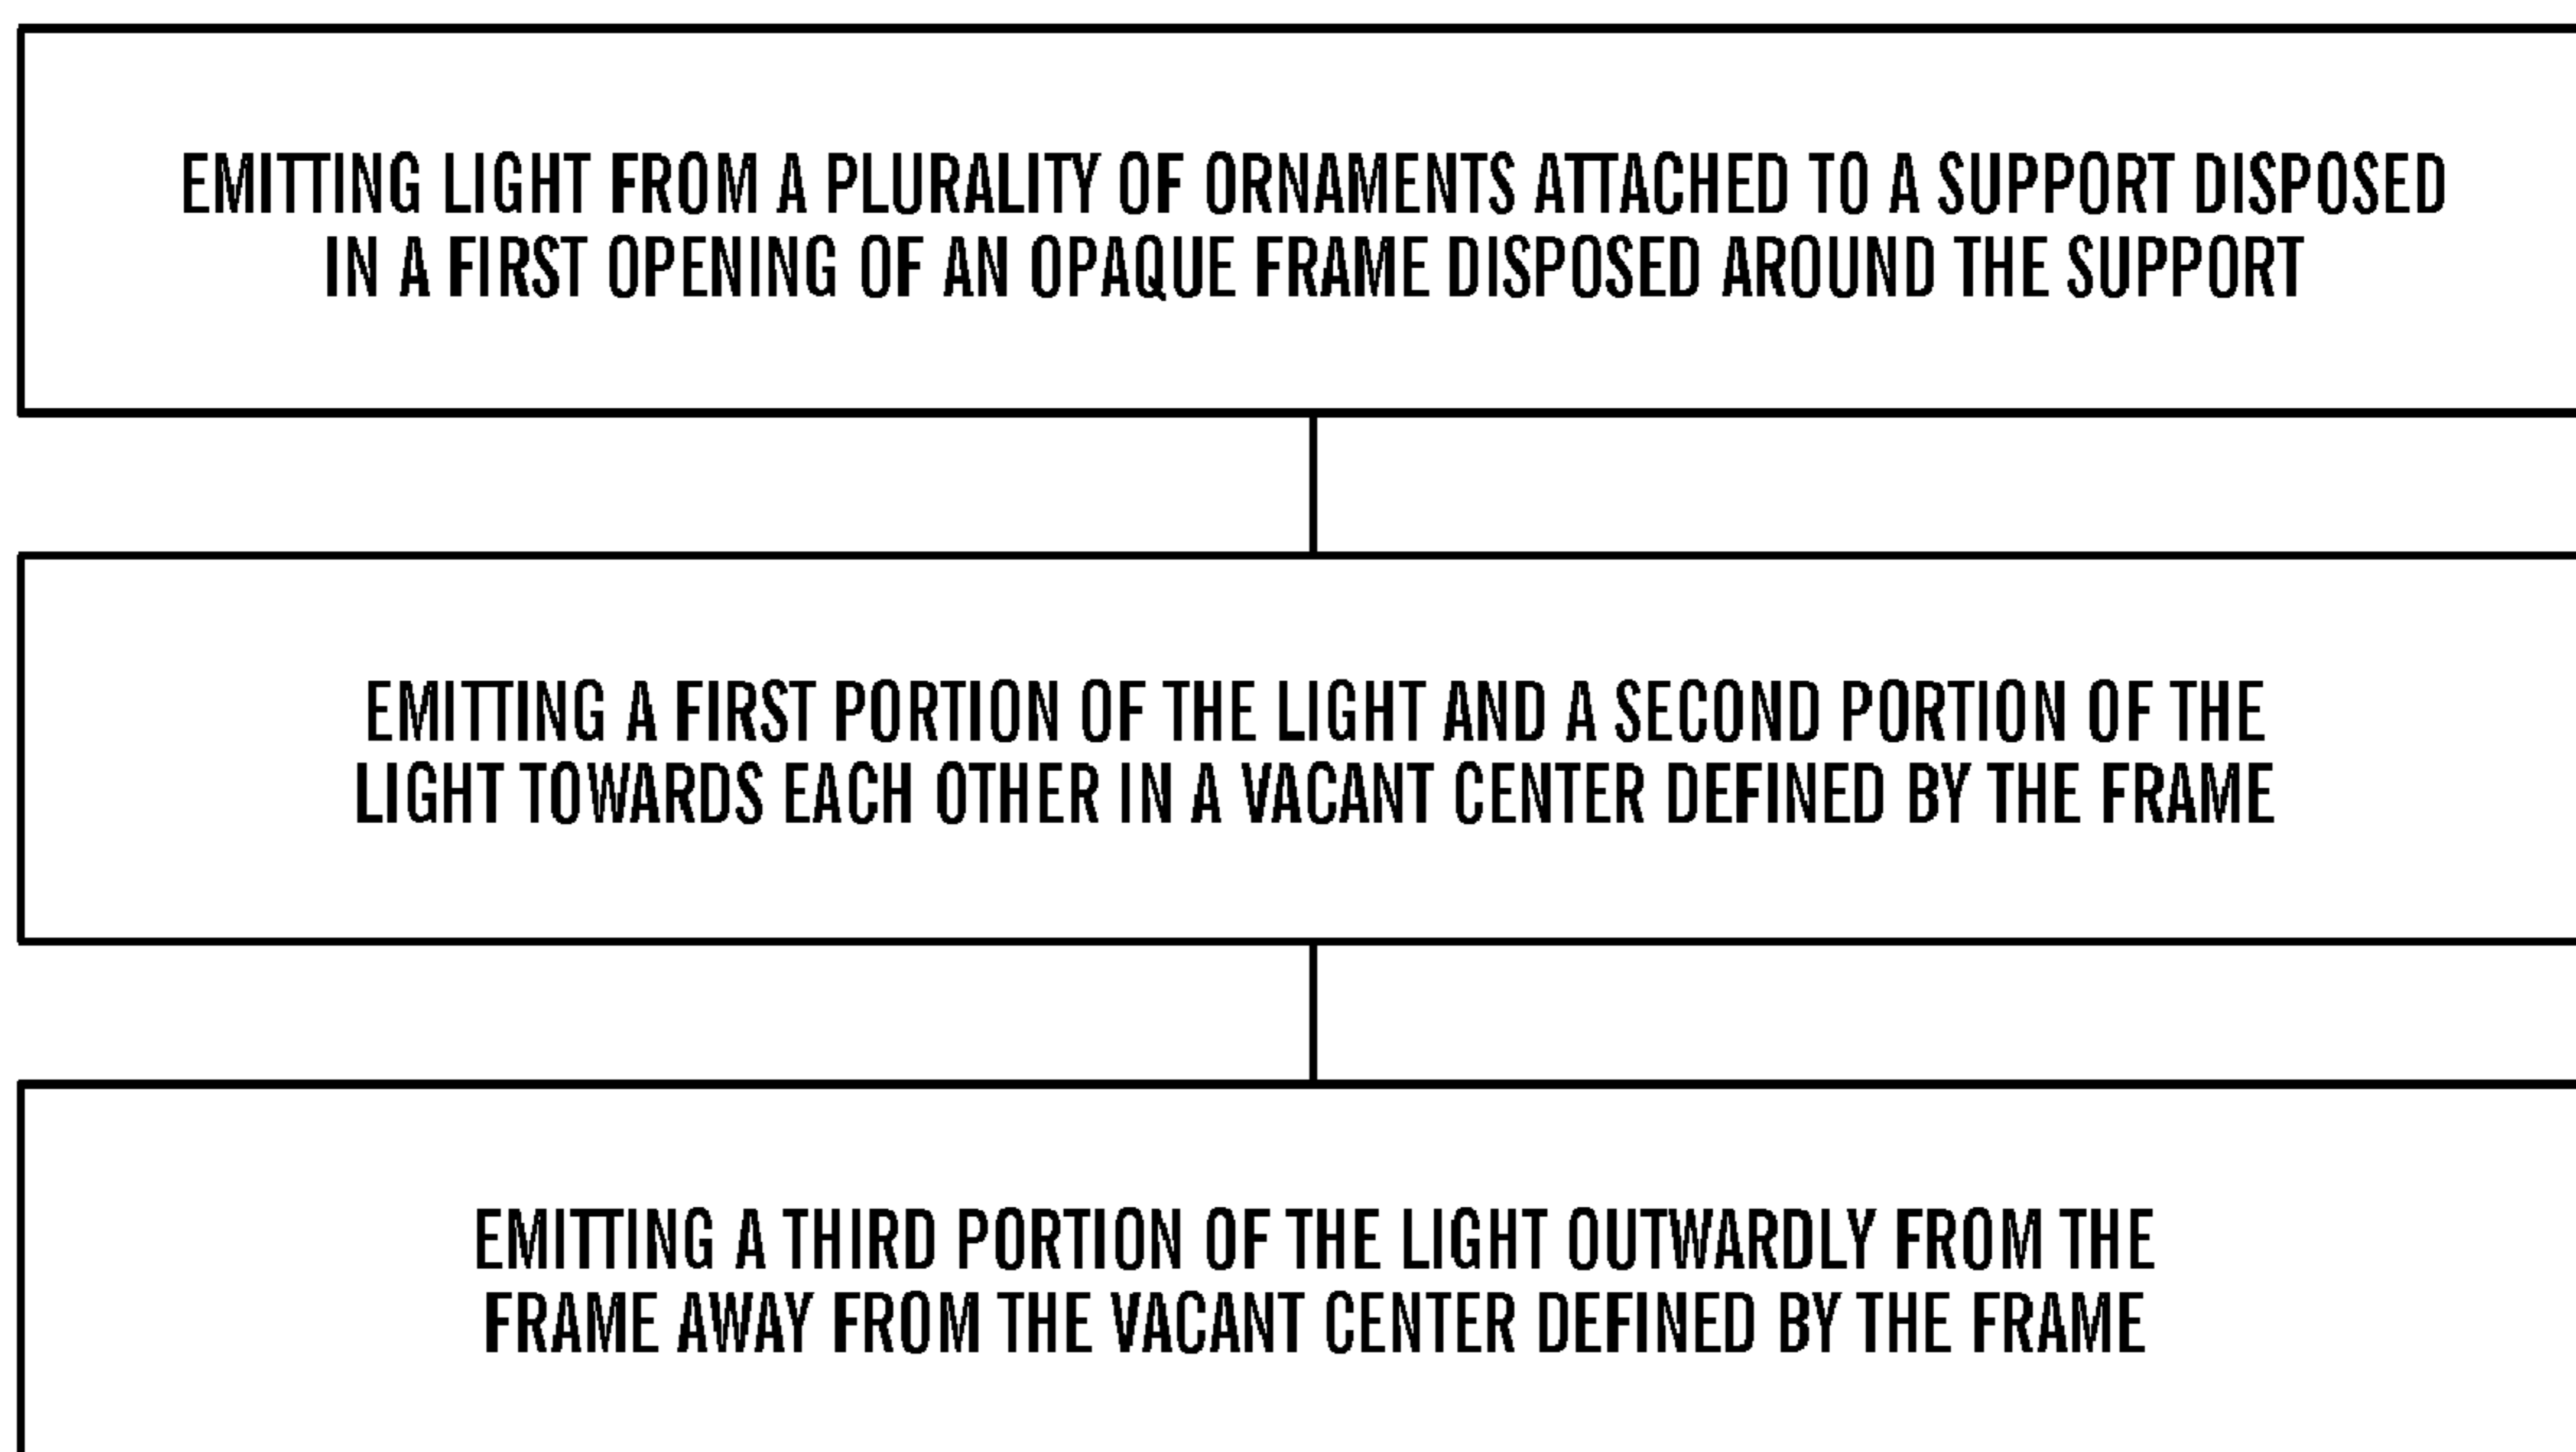 EMITTING LIGHT FROM A PLURALITY OF ORNAMENTS ATTACHED TO A SUPPORT DISPOSED
IN A FIRST OPENING OF AN OPAQUE FRAME DISPOSED AROUND THE SUPPORT
EMITTING A FIRST PORTION OF THE LIGHT AND A SECOND PORTION OF THE
LIGHT TOWARDS EACH OTHER IN A VACANT CENTER DEFINED BY THE FRAME
EMITTING A THIRD PORTION OF THE LIGHT OUTWARDLY FROM THE
FRAME AWAY FROM THE VACANT CENTER DEFINED BY THE FRAME